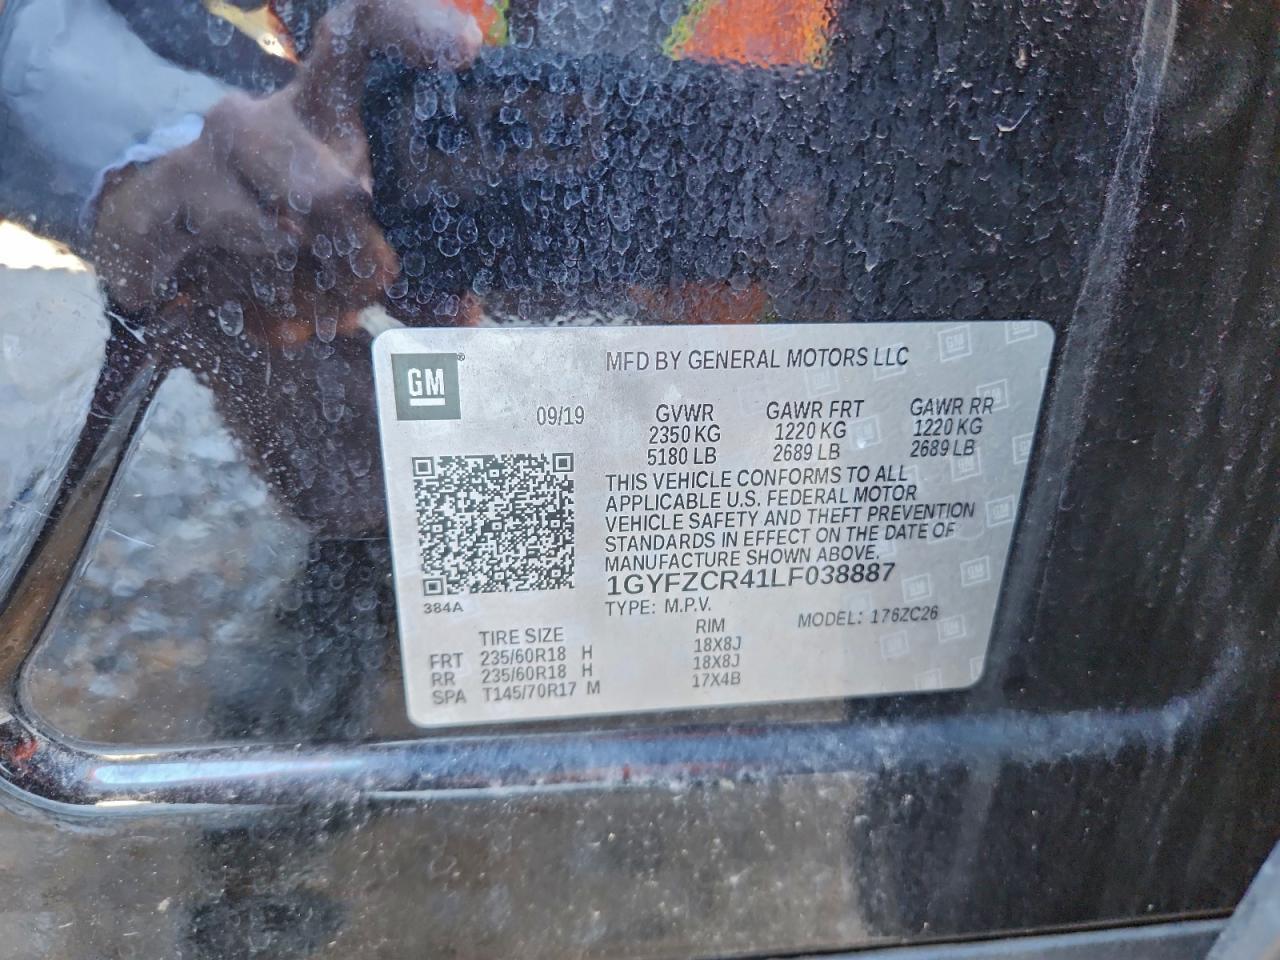 GM®
MFD BY GENERAL MOTORS LLC
09/19
GVWR GAWR FRT GAWR RR
2350 KG 1220 KG 1220 KG
5180 LB 2689 LB 2689 LB
THIS VEHICLE CONFORMS TO ALL
APPLICABLE U.S. FEDERAL MOTOR
VEHICLE SAFETY AND THEFT PREVENTION
STANDARDS IN EFFECT ON THE DATE OF
MANUFACTURE SHOWN ABOVE.
1GYFZCR41LF038887
384A
TYPE: M.P.V. MODEL: 176ZC26
TIRE SIZE RIM
FRT 235/60R18 H 18X8J
RR 235/60R18 H 18X8J
SPA T145/70R17 M 17X4B